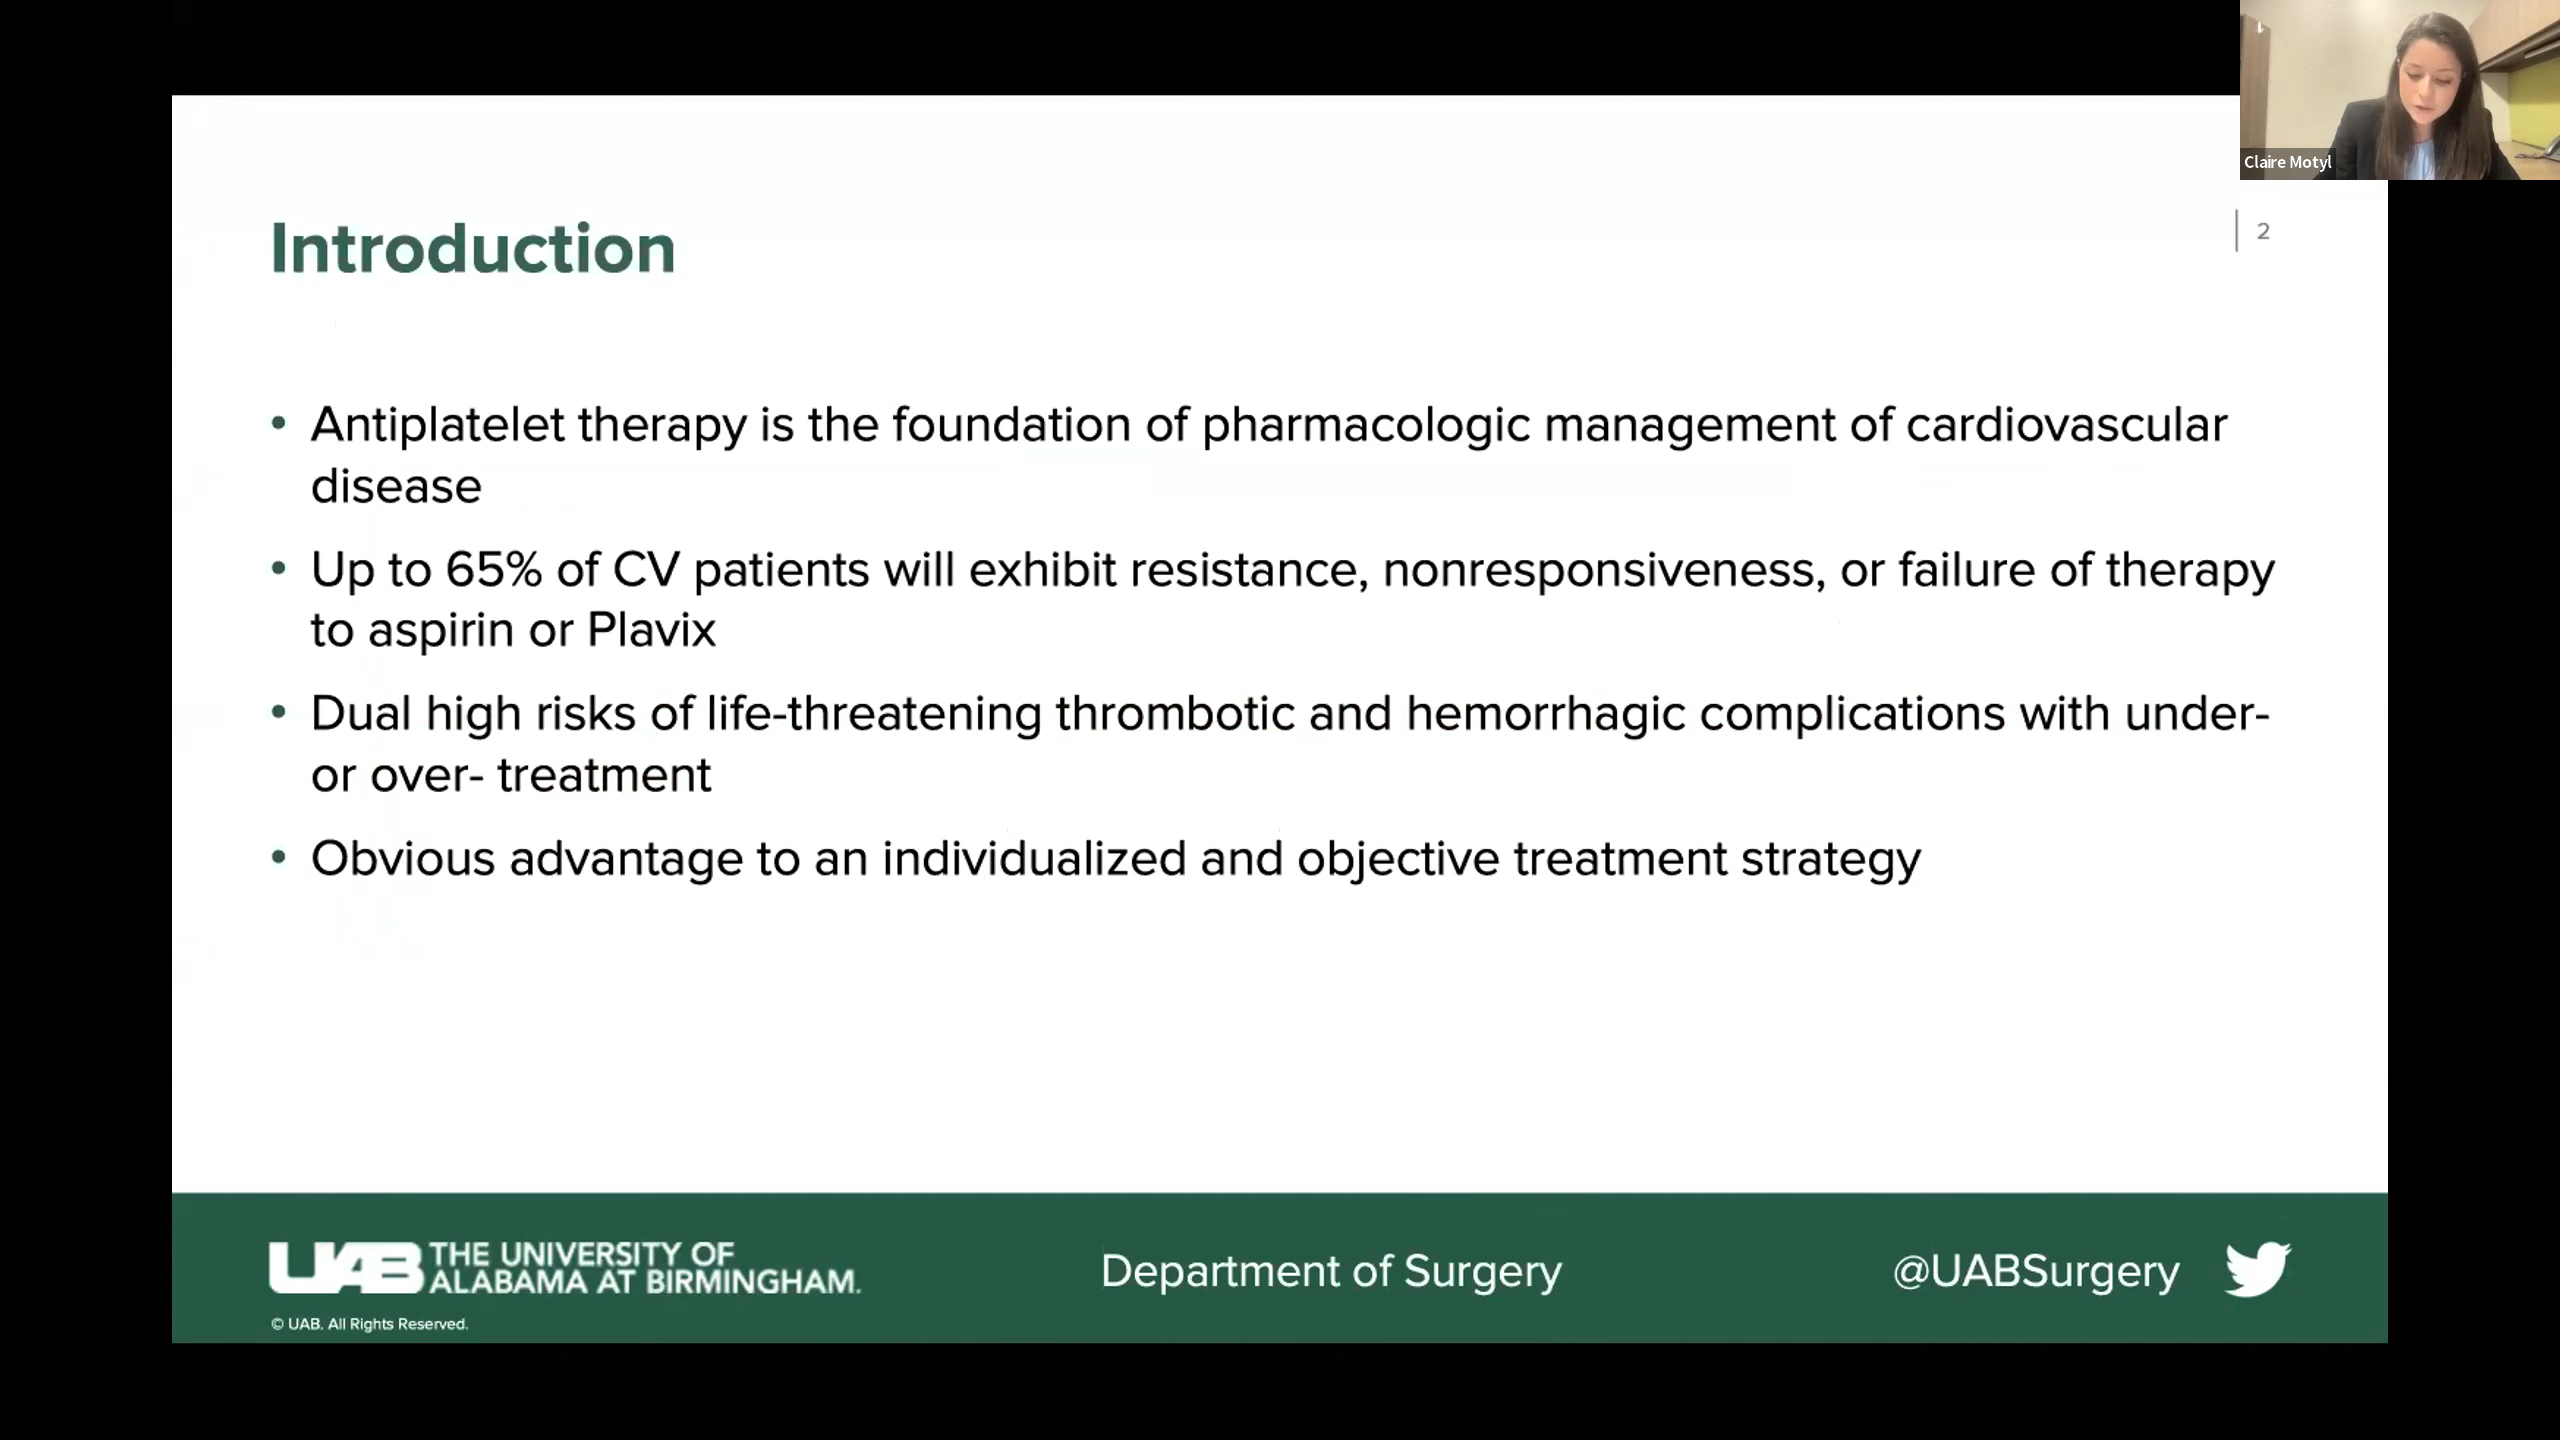 Claire Motyl
Introduction
2
• Antiplatelet therapy is the foundation of pharmacologic management of cardiovascular
disease
• Up to 65% of CV patients will exhibit resistance, nonresponsiveness, or failure of therapy
to aspirin or Plavix
• Dual high risks of life-threatening thrombotic and hemorrhagic complications with under-
or over- treatment
• Obvious advantage to an individualized and objective treatment strategy
UAB THE UNIVERSITY OF
ALABAMA AT BIRMINGHAM.
Department of Surgery
@UABSurgery
© UAB. All Rights Reserved.